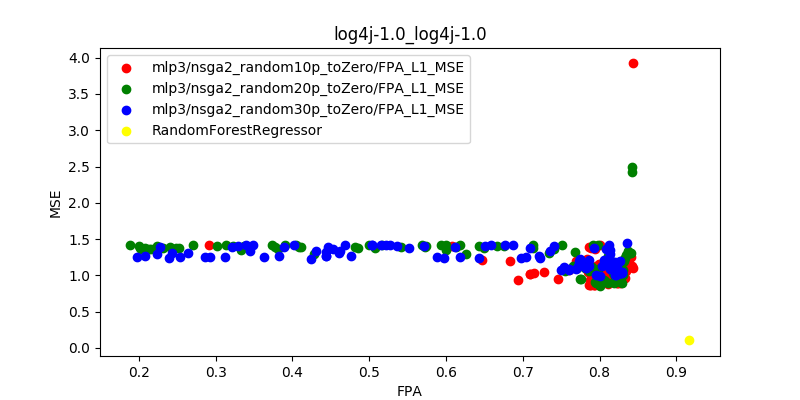 log4j-1.0_log4j-1.0
mlp3/nsga2_random10p_toZero/FPA_L1_MSE
mlp3/nsga2_random20p_toZero/FPA_L1_MSE
mlp3/nsga2_random30p_toZero/FPA_L1_MSE
RandomForestRegressor
MSE
4.0
3.5
3.0
2.5
2.0
1.5
1.0
0.5
0.0
0.2 0.3 0.4 0.5 0.6 0.7 0.8 0.9
FPA